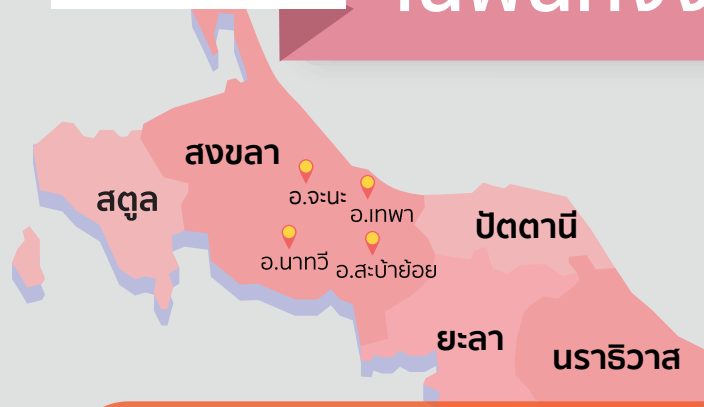 สงขลา
สตูล
อ.จะนะ
อ.เทพา
ปัตตานี
อ.นาทวี
อ.สะบ้าย้อย
ยะลา
นราธิวาส